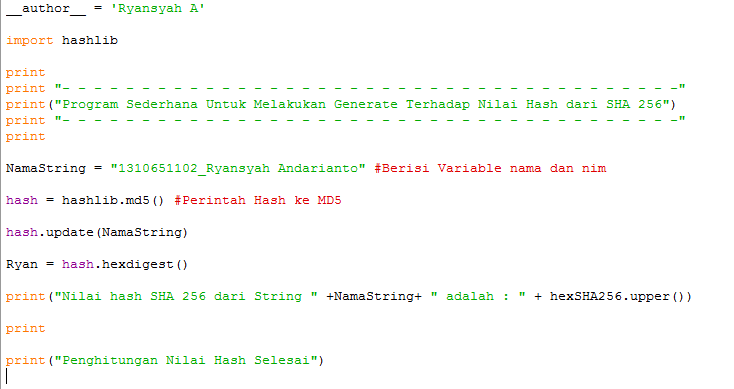 __author__ = 'Ryansyah A'
import hashlib
print
print "- - - - - - - - - - - - - - - - - - - - - - - - - - - - - - - - - - - - - - -"
print("Program Sederhana Untuk Melakukan Generate Terhadap Nilai Hash dari SHA 256")
print "- - - - - - - - - - - - - - - - - - - - - - - - - - - - - - - - - - - - - - -"
print
NamaString = "1310651102_Ryansyah Andarianto" #Berisi Variable nama dan nim
hash = hashlib.md5() #Perintah Hash ke MD5
hash.update(NamaString)
Ryan = hash.hexdigest()
print("Nilai hash SHA 256 dari String " +NamaString+ " adalah : " + hexSHA256.upper())
print
print("Penghitungan Nilai Hash Selesai")